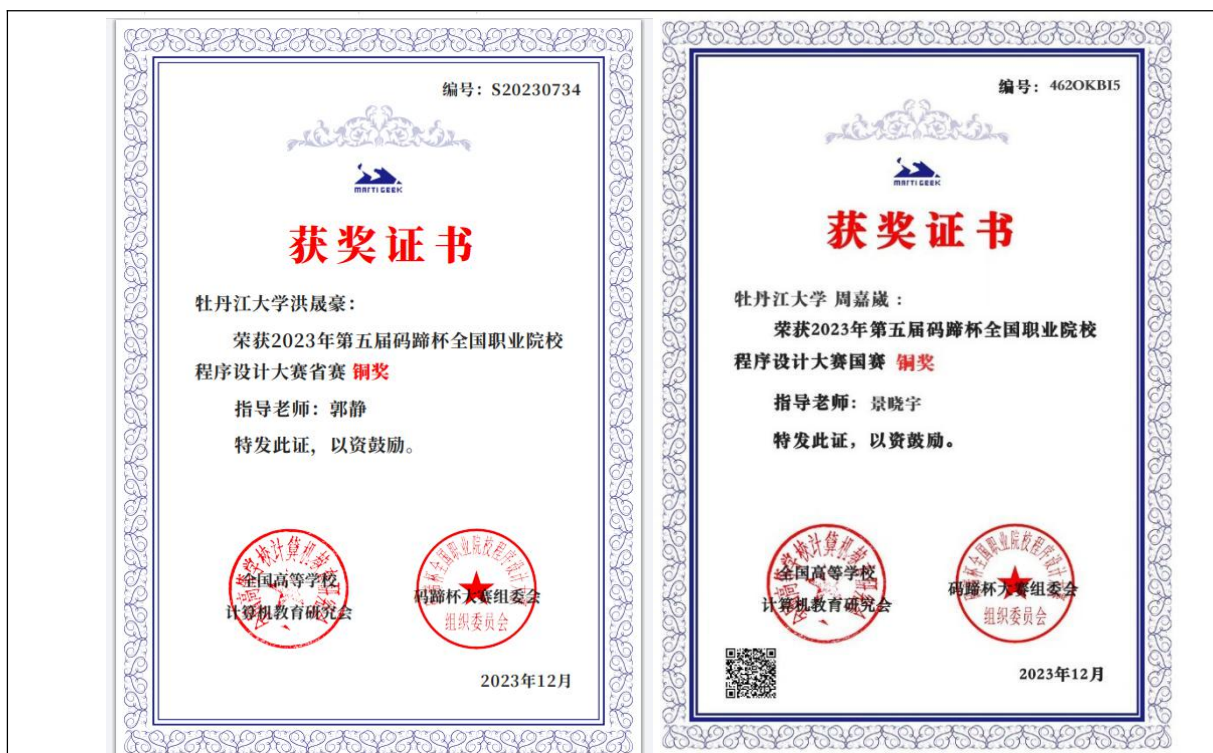 编号：S20230734
MARTI GEEK
获奖证书
牡丹江大学洪晟豪：
荣获2023年第五届码蹄杯全国职业院校
程序设计大赛省赛 铜奖
指导老师：郭静
特发此证，以资鼓励。
全国高等学校
计算机教育研究会
码蹄杯大赛组委会
组织委员会
2023年12月
编号：462OKBI5
MARTI GEEK
获奖证书
牡丹江大学 周嘉崴：
荣获2023年第五届码蹄杯全国职业院校
程序设计大赛国赛 铜奖
指导老师：景晓宇
特发此证，以资鼓励。
全国高等学校
计算机教育研究会
码蹄杯大赛组委会
组织委员会
2023年12月